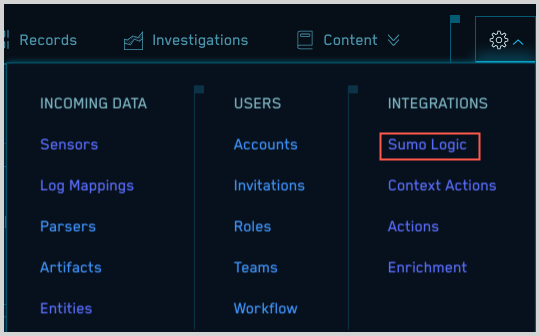 Records Investigations Content
INCOMING DATA USERS INTEGRATIONS
Sensors Accounts Sumo Logic
Log Mappings Invitations Context Actions
Parsers Roles Actions
Artifacts Teams Enrichment
Entities Workflow